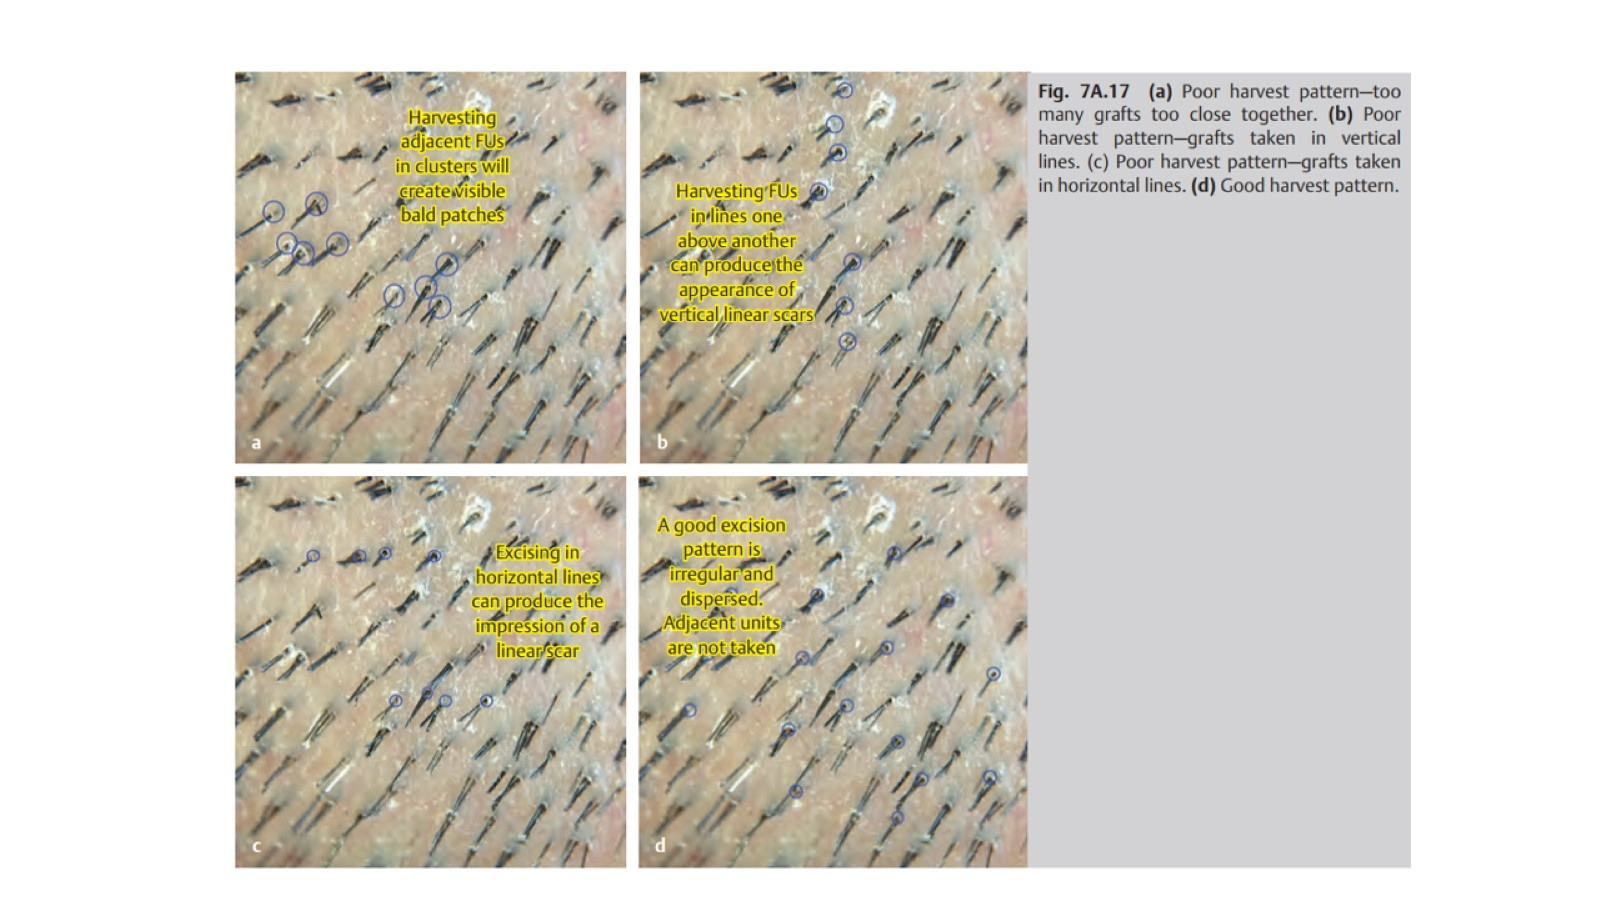 Harvesting
adjacent FUs
in clusters will
create visible
bald patches
a
Harvesting FUs
in lines one
above another
can produce the
appearance of
vertical linear scars
b
Excising in
horizontal lines
can produce the
impression of a
linear scar
c
A good excision
pattern is
irregular and
dispersed.
Adjacent units
are not taken
d
Fig. 7A.17 (a) Poor harvest pattern—too
many grafts too close together. (b) Poor
harvest pattern—grafts taken in vertical
lines. (c) Poor harvest pattern—grafts taken
in horizontal lines. (d) Good harvest pattern.